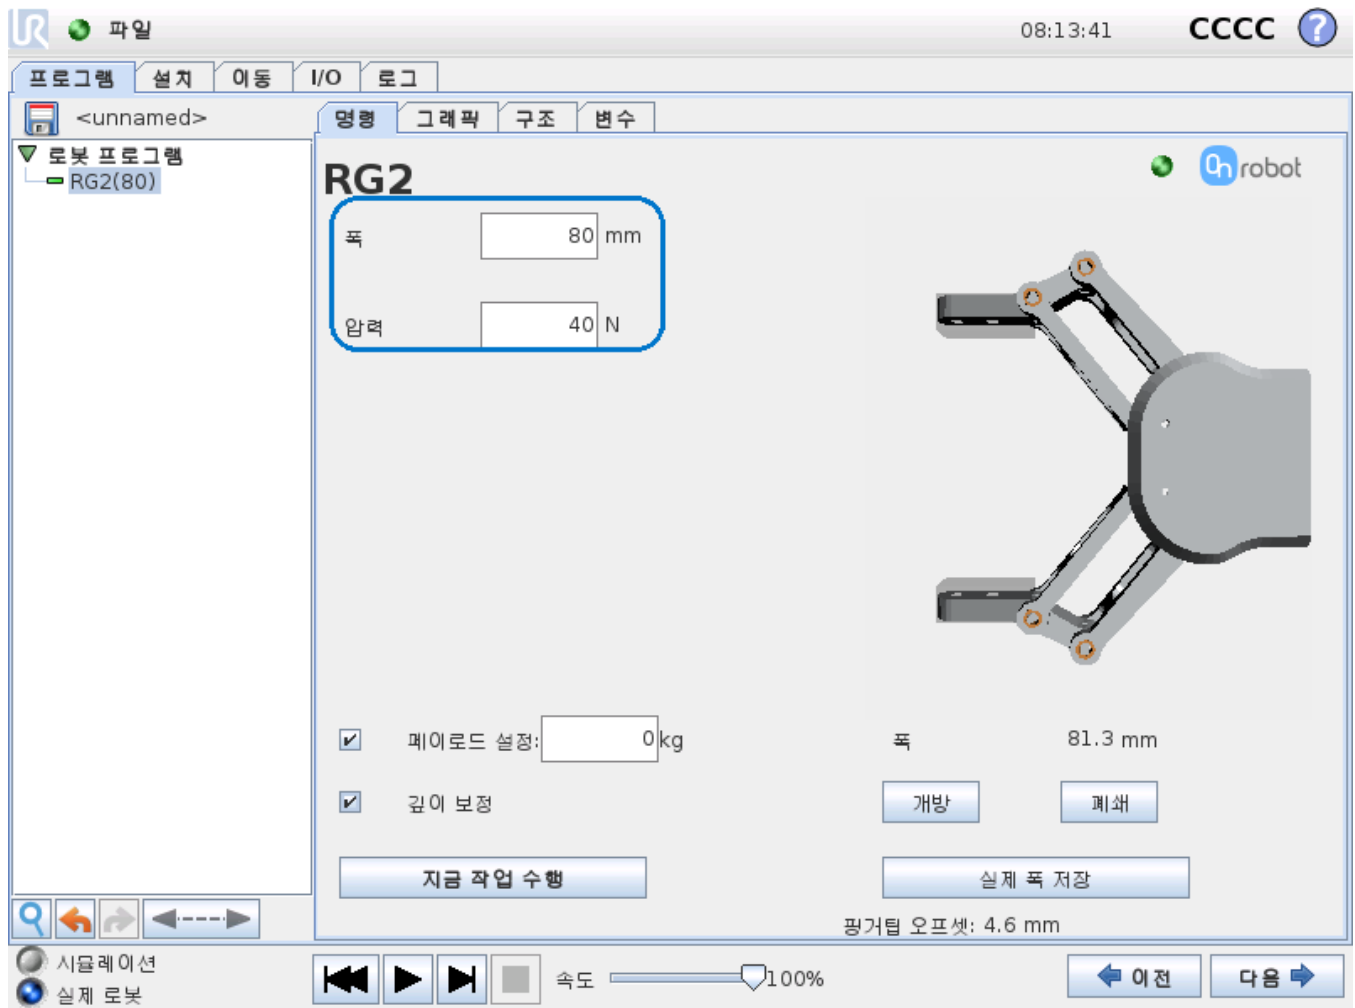 UR 파일 08:13:41 CCCC ?
프로그램 설치 이동 I/O 로그
<unnamed> 명령 그래픽 구조 변수
로봇 프로그램
RG2(80)
RG2
On robot
폭 80 mm
압력 40 N
페이로드 설정: 0 kg
폭 81.3 mm
깊이 보정
개방 폐쇄
지금 작업 수행
실제 폭 저장
핑거팁 오프셋: 4.6 mm
시뮬레이션
실제 로봇
속도 100%
이전 다음